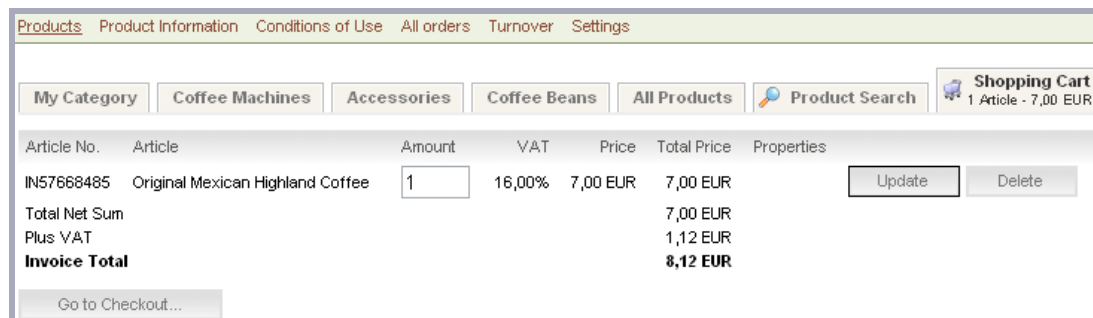 Products Product Information Conditions of Use All orders Turnover Settings
My Category Coffee Machines Accessories Coffee Beans All Products Product Search Shopping Cart
1 Article - 7,00 EUR
Article No. Article Amount VAT Price Total Price Properties
IN57668485 Original Mexican Highland Coffee 1 16,00% 7,00 EUR 7,00 EUR Update Delete
Total Net Sum 7,00 EUR
Plus VAT 1,12 EUR
Invoice Total 8,12 EUR
Go to Checkout...